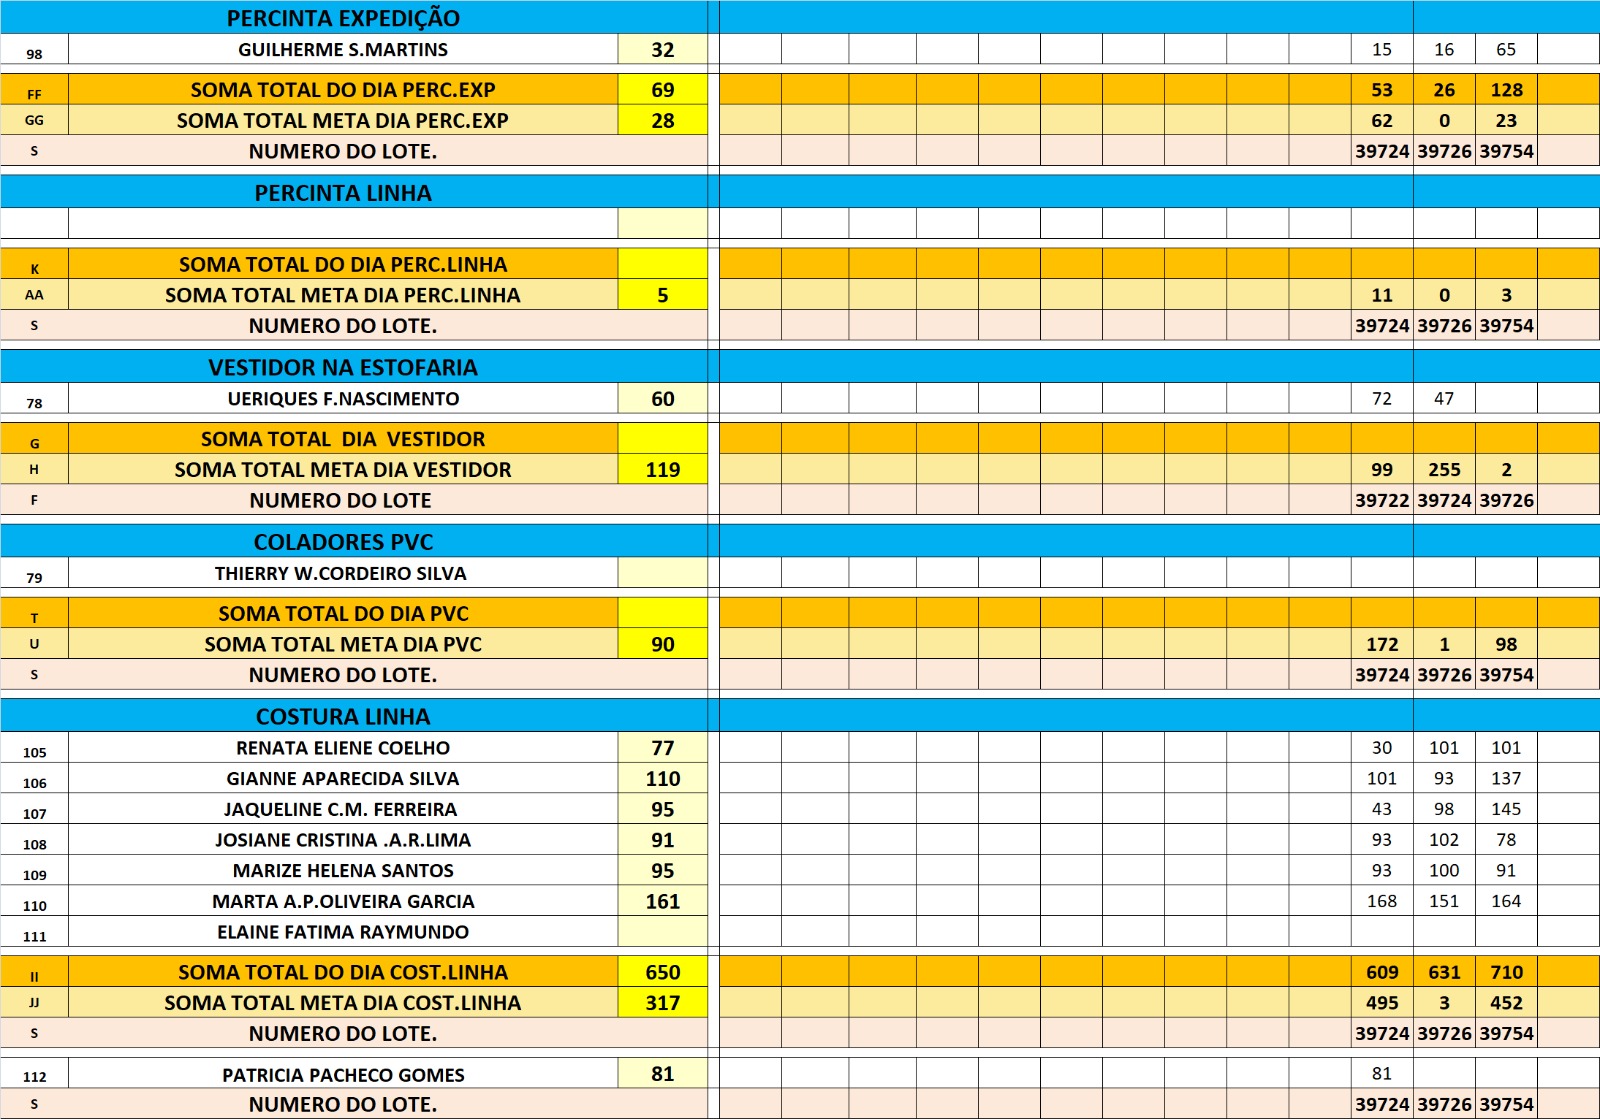 PERCINTA EXPEDIÇÃO
98 GUILHERME S.MARTINS 32 15 16 65
FF SOMA TOTAL DO DIA PERC.EXP 69 53 26 128
GG SOMA TOTAL META DIA PERC.EXP 28 62 0 23
S NUMERO DO LOTE. 39724 39726 39754
PERCINTA LINHA
K SOMA TOTAL DO DIA PERC.LINHA
AA SOMA TOTAL META DIA PERC.LINHA 5 11 0 3
S NUMERO DO LOTE. 39724 39726 39754
VESTIDOR NA ESTOFARIA
78 UERIQUES F.NASCIMENTO 60 72 47
G SOMA TOTAL DIA VESTIDOR
H SOMA TOTAL META DIA VESTIDOR 119 99 255 2
F NUMERO DO LOTE 39722 39724 39726
COLADORES PVC
79 THIERRY W.CORDEIRO SILVA
T SOMA TOTAL DO DIA PVC
U SOMA TOTAL META DIA PVC 90 172 1 98
S NUMERO DO LOTE. 39724 39726 39754
COSTURA LINHA
105 RENATA ELIENE COELHO 77 30 101 101
106 GIANNE APARECIDA SILVA 110 101 93 137
107 JAQUELINE C.M. FERREIRA 95 43 98 145
108 JOSIANE CRISTINA .A.R.LIMA 91 93 102 78
109 MARIZE HELENA SANTOS 95 93 100 91
110 MARTA A.P.OLIVEIRA GARCIA 161 168 151 164
111 ELAINE FATIMA RAYMUNDO
II SOMA TOTAL DO DIA COST.LINHA 650 609 631 710
JJ SOMA TOTAL META DIA COST.LINHA 317 495 3 452
S NUMERO DO LOTE. 39724 39726 39754
112 PATRICIA PACHECO GOMES 81 81
S NUMERO DO LOTE. 39724 39726 39754